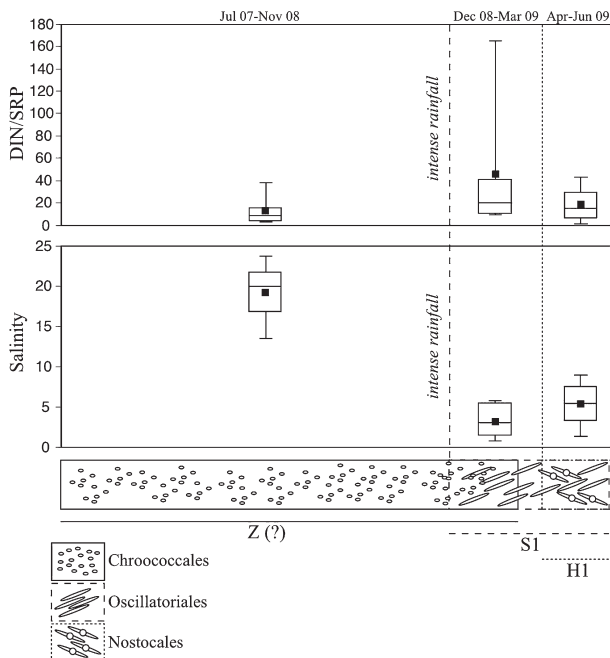 Jul 07-Nov 08 Dec 08-Mar 09 Apr-Jun 09
DIN/SRP
180
160
140
120
100
80
60
40
20
0
intense rainfall
Salinity
25
20
15
10
5
0
intense rainfall
Z (?)
S1
H1
Chroococcales
Oscillatoriales
Nostocales